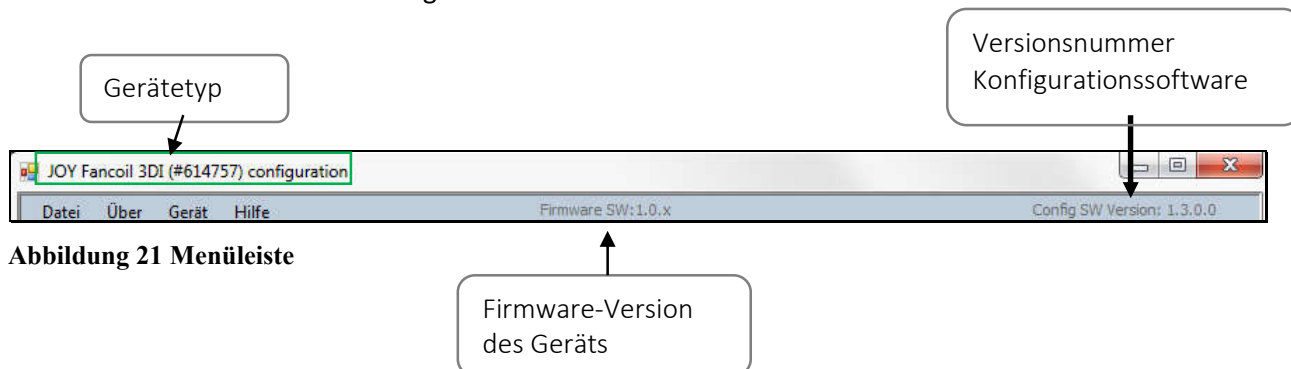 Versionsnummer
Konfigurationssoftware
Gerätetyp
JOY Fancoil 3DI (#614757) configuration
Datei Über Gerät Hilfe Firmware SW:1.0.x Config SW Version: 1.3.0.0
Abbildung 21 Menüleiste
Firmware-Version
des Geräts